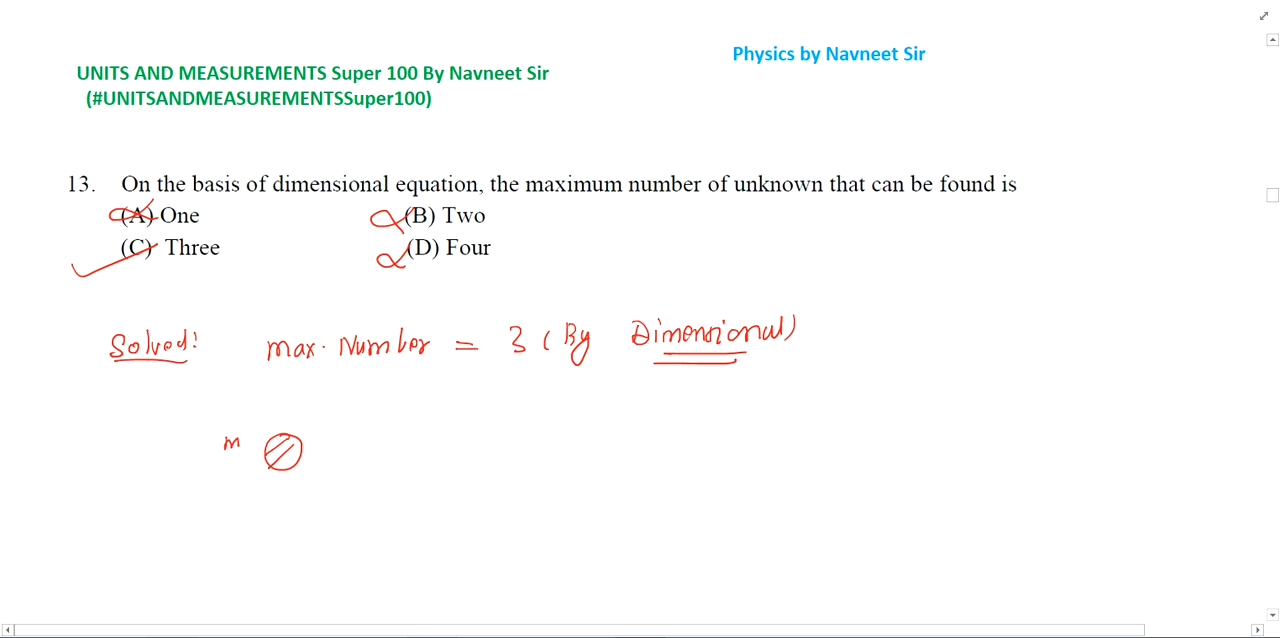 Physics by Navneet Sir
UNITS AND MEASUREMENTS Super 100 By Navneet Sir
(#UNITSANDMEASUREMENTSSuper100)
13. On the basis of dimensional equation, the maximum number of unknown that can be found is
(A) One (B) Two
(C) Three (D) Four
Solved: max. Number = 3 (By Dimensional)
m